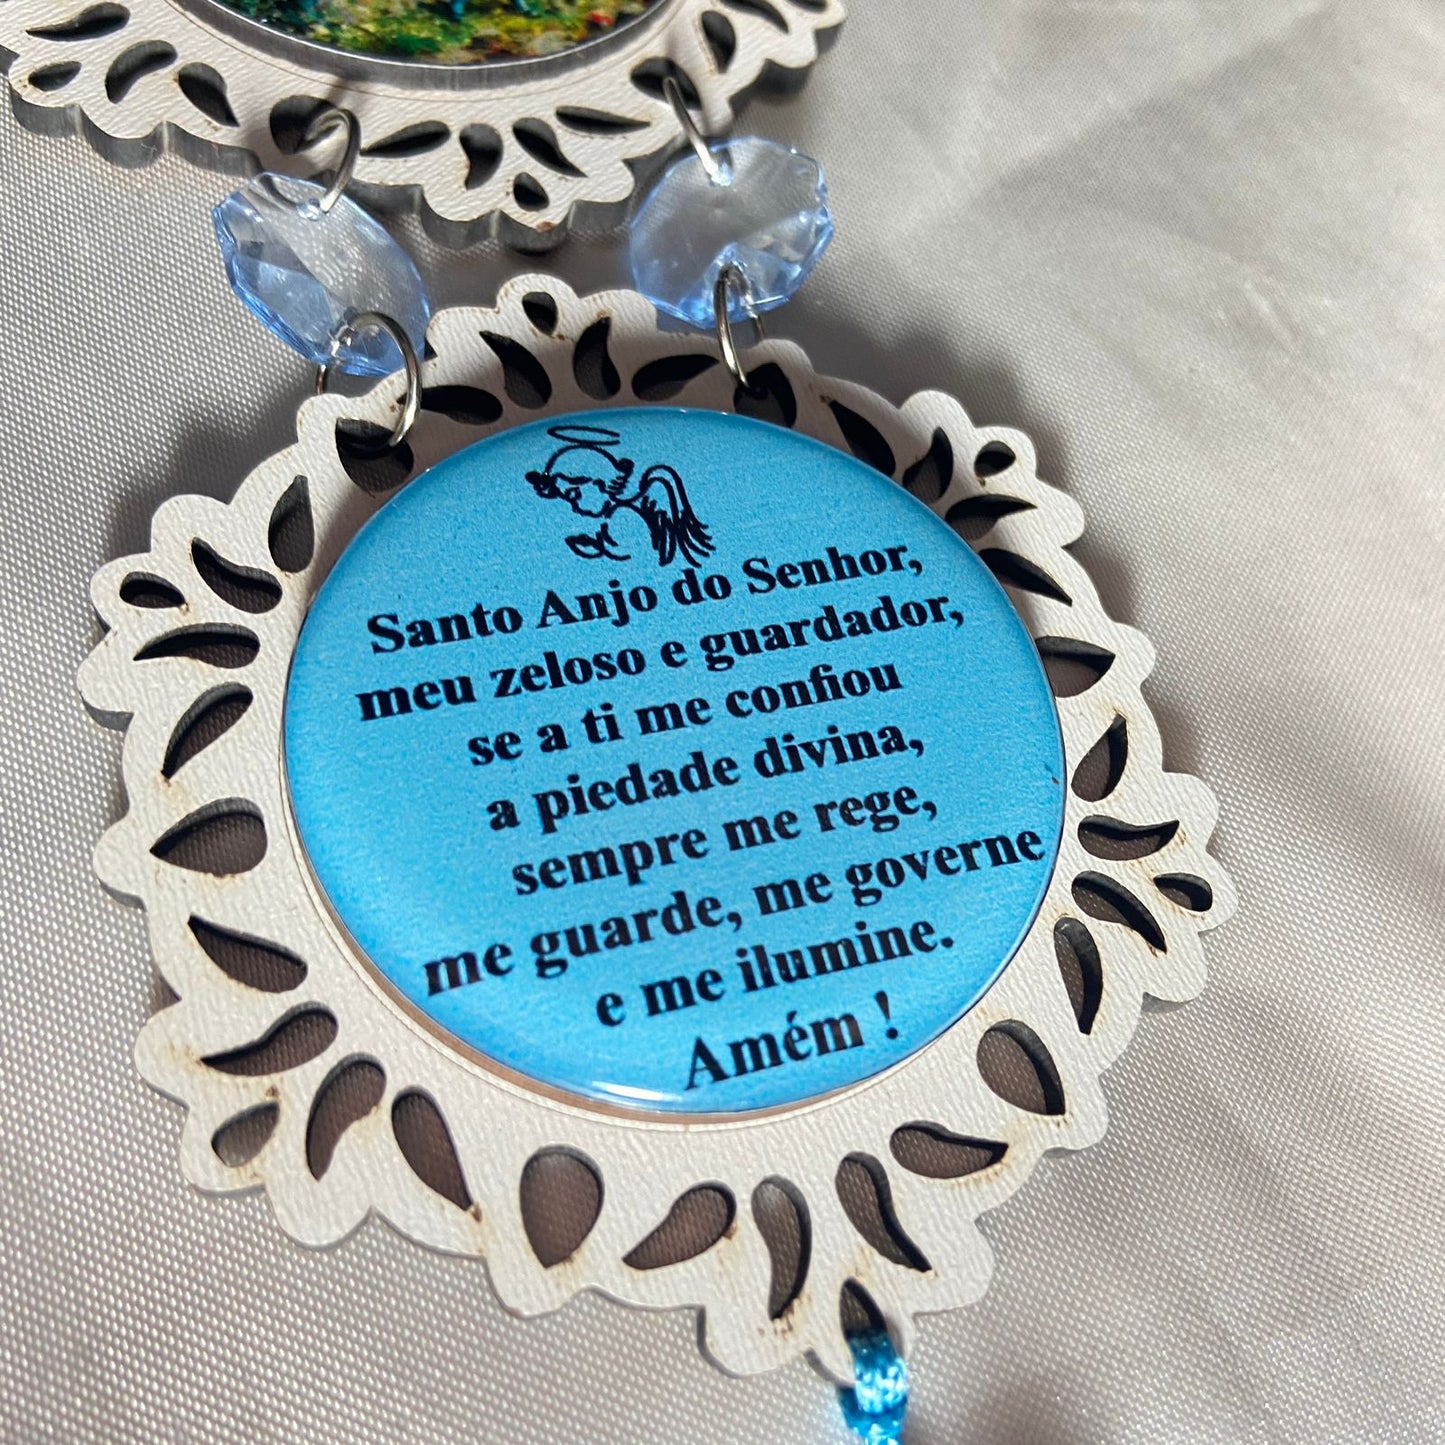 Santo Anjo do Senhor,
meu zeloso e guardador,
se a ti me confiou
a piedade divina,
sempre me rege,
me guarde, me governe
e me ilumine.
Amém !